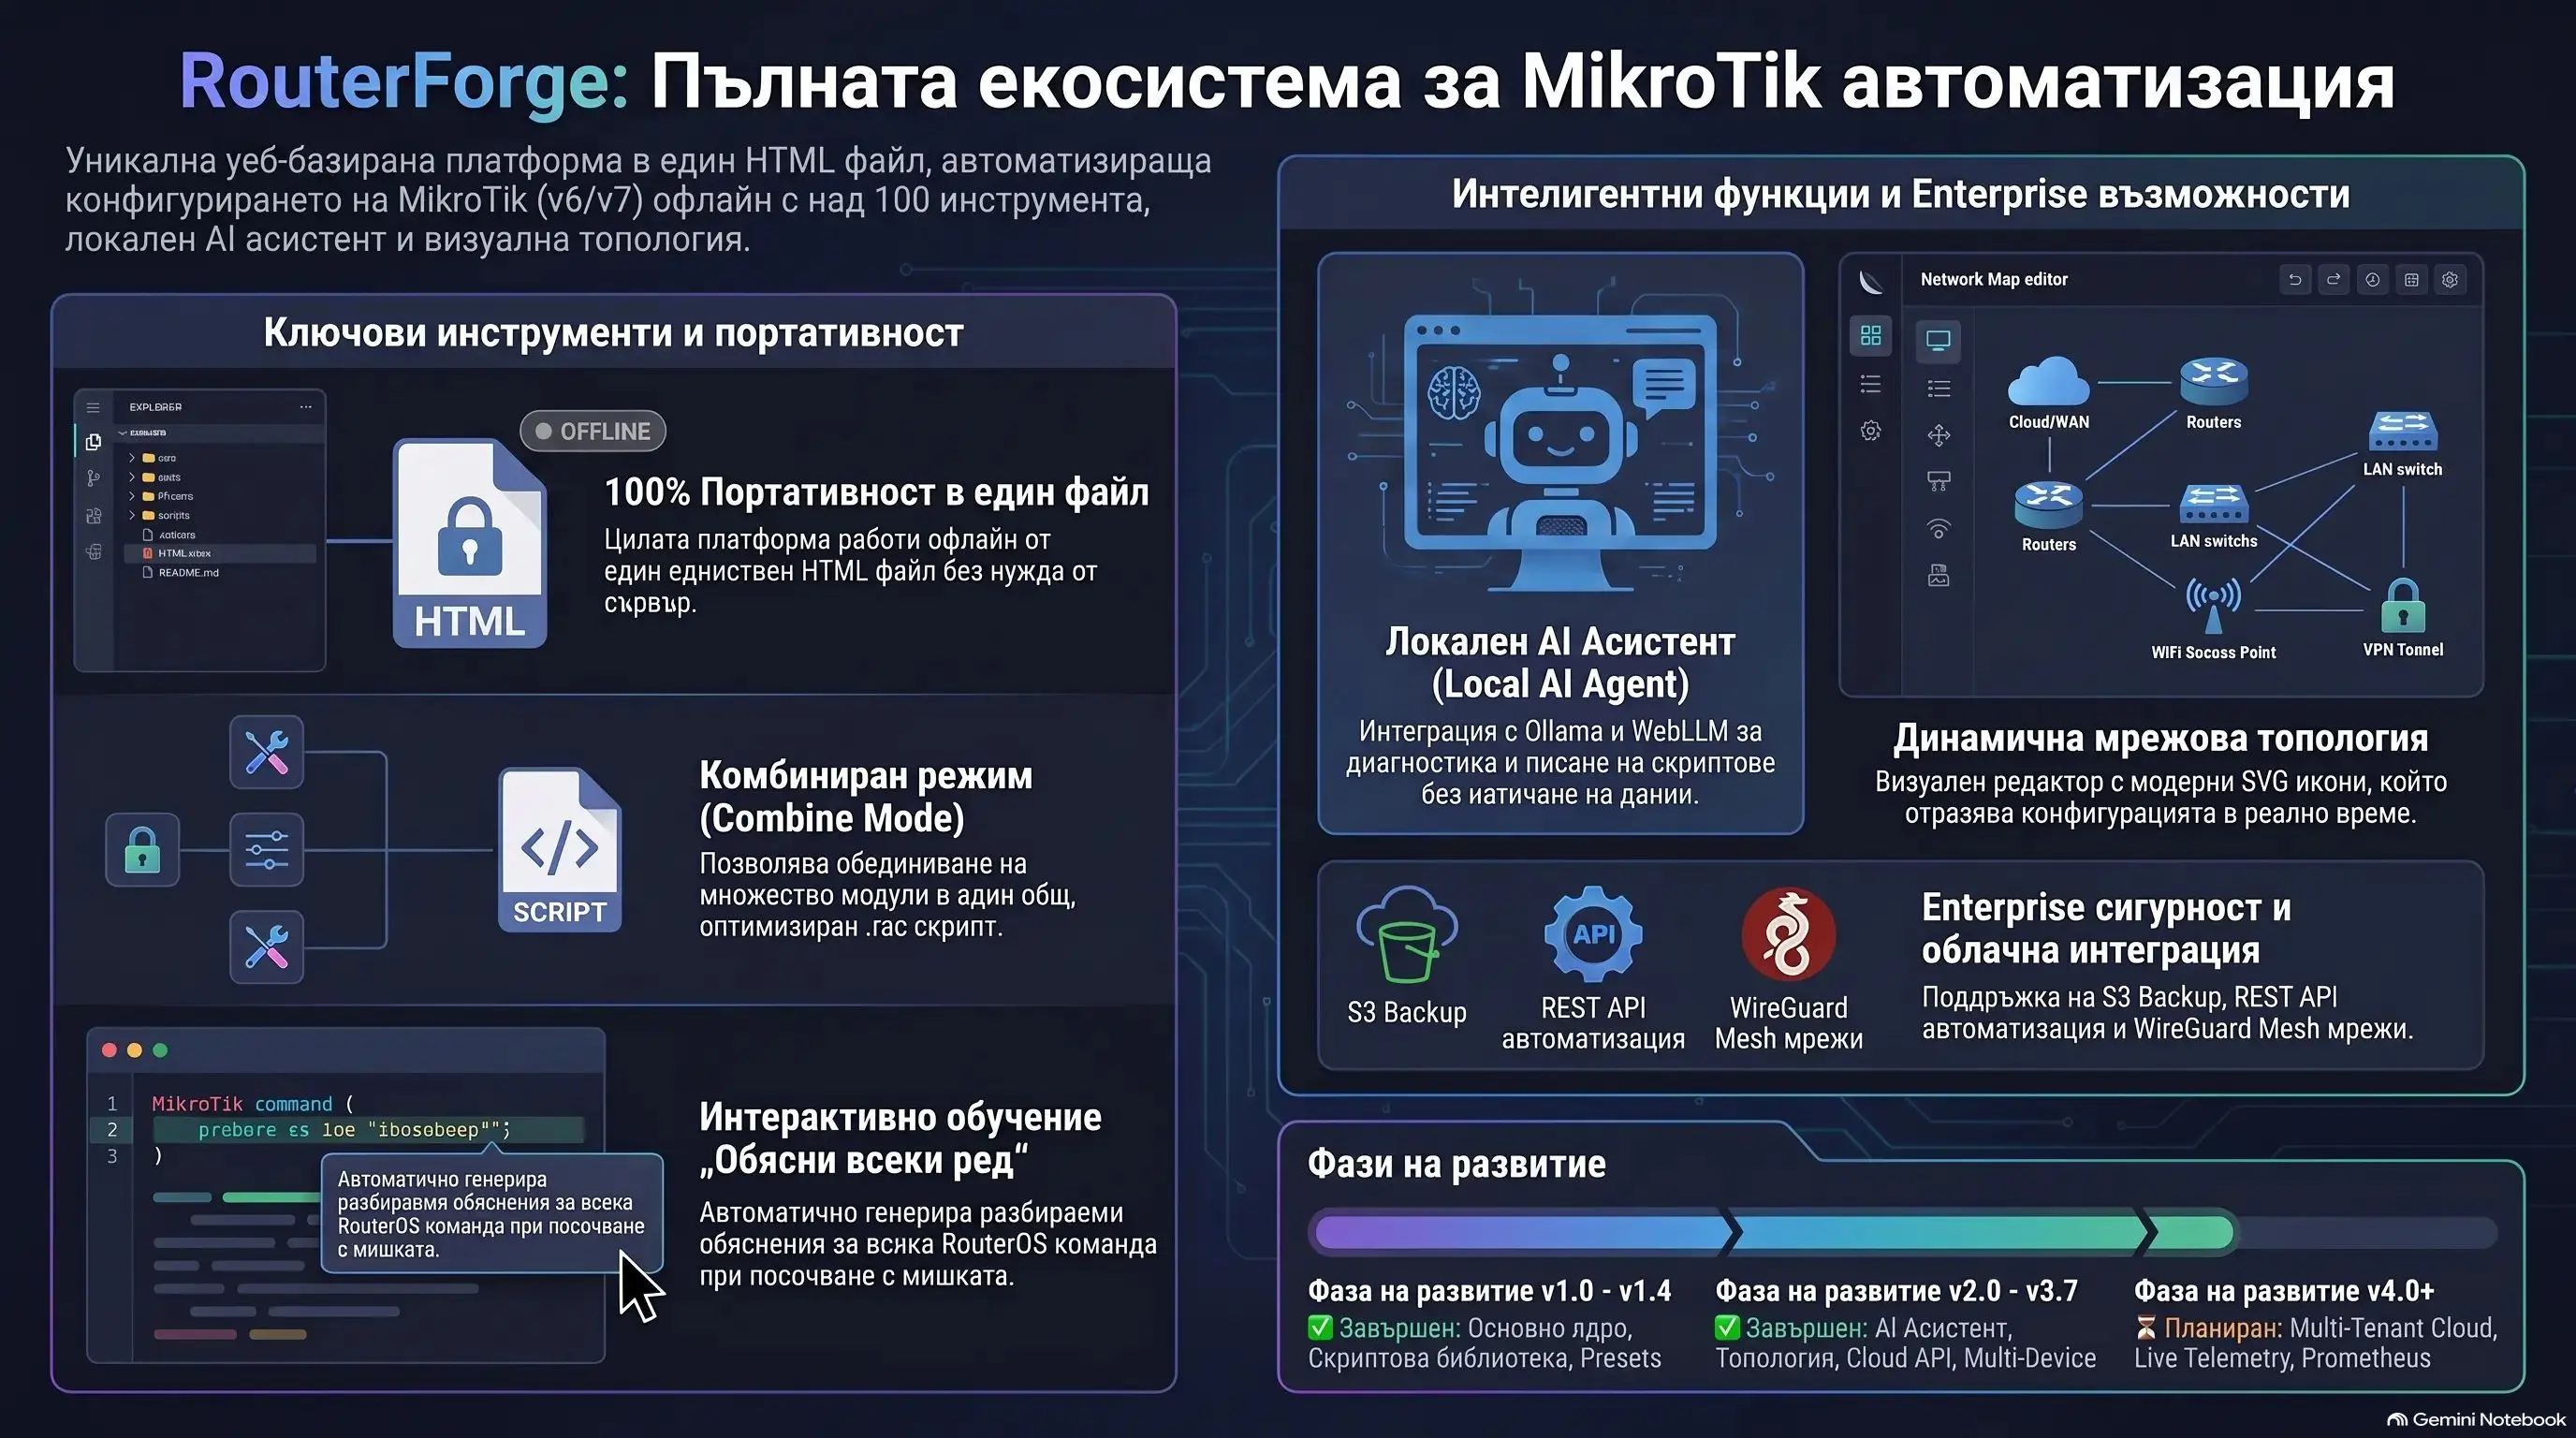 RouterForge: Пълната екосистема за MikroTik автоматизация
Уникална уеб-базирана платформа в един HTML файл, автоматизираща
конфигурирането на MikroTik (v6/v7) офлайн с над 100 инструмента,
локален AI асистент и визуална топология.
Ключови инструменти и портативност
EXPLERER
HTML
README.md
OFFLINE
HTML
100% Портативност в един файл
Цилата платформа работи офлайн от
един едниствен HTML файл без нужда от
сървър.
SCRIPT
Комбиниран режим
(Combine Mode)
Позволява обединиване на
множество модули в адин общ,
оптимизиран .rac скрипт.
1 MikroTik command (
2 prebore es loe "ibosobeep"";
3 )
Автоматично генерира
разбиравмя обяснения за всека
RouterOS команда при посочване
с мишката.
Интерактивно обучение
„Обясни всеки ред“
Автоматично генерира разбираеми
обяснения за всика RouterOS команда
при посочване с мишката.
Интелигентни функции и Enterprise възможности
Локален AI Асистент
(Local AI Agent)
Интеграция с Ollama и WebLLM за
диагностика и писане на скриптове
без иатичане на дании.
Network Map editor
Cloud/WAN
Routers
LAN switch
Routers
LAN switchs
WIFi Socoss Point
VPN Tonnel
Динамична мрежова топология
Визуален редактор с модерни SVG икони, който
отразява конфигурацията в реално време.
S3 Backup
API
REST API
автоматизация
WireGuard
Mesh мрежи
Enterprise сигурност и
облачна интеграция
Поддръжка на S3 Backup, REST API
автоматизация и WireGuard Mesh мрежи.
Фази на развитие
Фаза на развитие v1.0 - v1.4
✅ Завършен: Основно ядро,
Скриптова библиотека, Presets
Фаза на развитие v2.0 - v3.7
✅ Завършен: AI Асистент,
Топология, Cloud API, Multi-Device
Фаза на развитие v4.0+
⏳ Планиран: Multi-Tenant Cloud,
Live Telemetry, Prometheus
Gemini Notebook